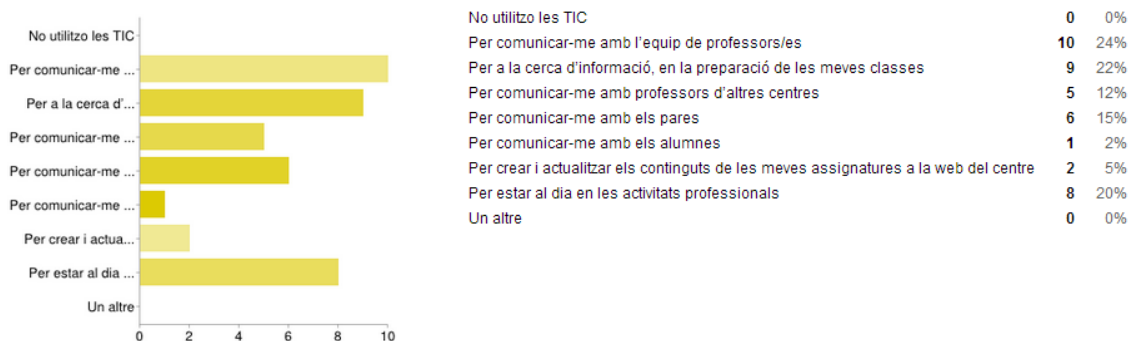 No utilitzo les TIC
Per comunicar-me ...
Per a la cerca d'...
Per comunicar-me ...
Per comunicar-me ...
Per comunicar-me ...
Per crear i actua...
Per estar al dia ...
Un altre
0 2 4 6 8 10
No utilitzo les TIC 0 0%
Per comunicar-me amb l'equip de professors/es 10 24%
Per a la cerca d'informació, en la preparació de les meves classes 9 22%
Per comunicar-me amb professors d'altres centres 5 12%
Per comunicar-me amb els pares 6 15%
Per comunicar-me amb els alumnes 1 2%
Per crear i actualitzar els continguts de les meves assignatures a la web del centre 2 5%
Per estar al dia en les activitats professionals 8 20%
Un altre 0 0%